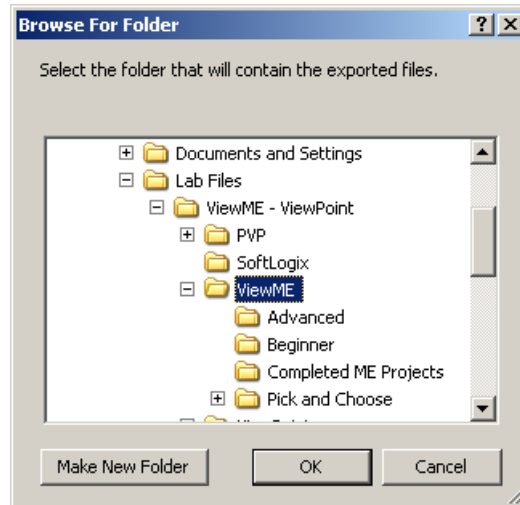 Browse For Folder
Select the folder that will contain the exported files.
Documents and Settings
Lab Files
ViewME - ViewPoint
PVP
SoftLogix
ViewME
Advanced
Beginner
Completed ME Projects
Pick and Choose
Make New Folder
OK
Cancel